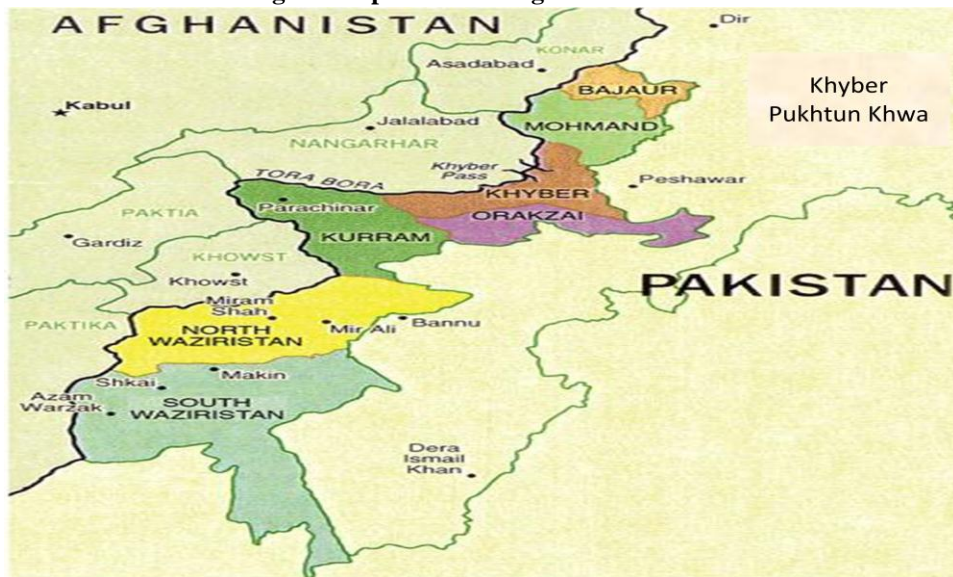 AFGHANISTAN
Dir
KONAR
Asadabad
BAJAUR
Khyber
Pukhtun Khwa
Kabul
Jalalabad
MOHMAND
NANGARHAR
Khyber
Pass
TORA BORA
KHYBER
Peshawar
Parachinar
ORAKZAI
PAKTIA
Gardiz
KURRAM
KHOWST
Khowst
PAKISTAN
Miram
Shah
PAKTIKA
NORTH
WAZIRISTAN
Mir Ali
Bannu
Shkai
Makin
Azam
Warzak
SOUTH
WAZIRISTAN
Dera
Ismail
Khan